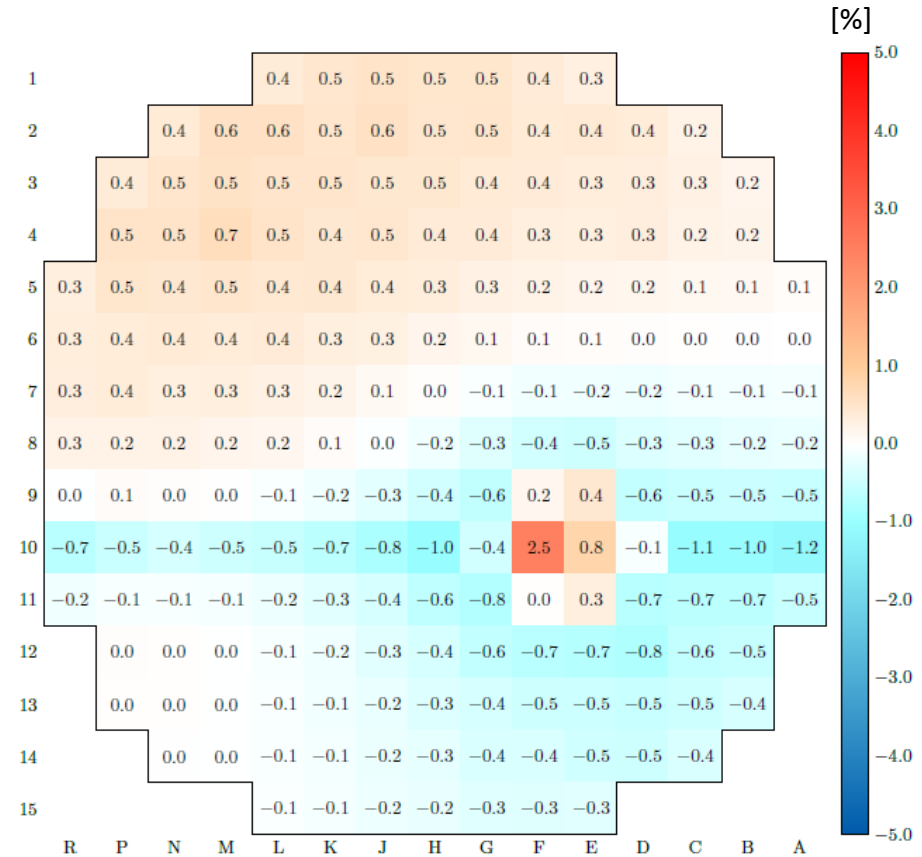 [%]
1 0.4 0.5 0.5 0.5 0.5 0.4 0.3
2 0.4 0.6 0.6 0.5 0.6 0.5 0.5 0.4 0.4 0.4 0.2
3 0.4 0.5 0.5 0.5 0.5 0.5 0.5 0.4 0.4 0.3 0.3 0.3 0.2
4 0.5 0.5 0.7 0.5 0.4 0.5 0.4 0.4 0.3 0.3 0.3 0.2 0.2
5 0.3 0.5 0.4 0.5 0.4 0.4 0.4 0.3 0.3 0.2 0.2 0.2 0.1 0.1 0.1
6 0.3 0.4 0.4 0.4 0.4 0.3 0.3 0.2 0.1 0.1 0.1 0.0 0.0 0.0 0.0
7 0.3 0.4 0.3 0.3 0.3 0.2 0.1 0.0 −0.1 −0.1 −0.2 −0.2 −0.1 −0.1 −0.1
8 0.3 0.2 0.2 0.2 0.2 0.1 0.0 −0.2 −0.3 −0.4 −0.5 −0.3 −0.3 −0.2 −0.2
9 0.0 0.1 0.0 0.0 −0.1 −0.2 −0.3 −0.4 −0.6 0.2 0.4 −0.6 −0.5 −0.5 −0.5
10 −0.7 −0.5 −0.4 −0.5 −0.5 −0.7 −0.8 −1.0 −0.4 2.5 0.8 −0.1 −1.1 −1.0 −1.2
11 −0.2 −0.1 −0.1 −0.1 −0.2 −0.3 −0.4 −0.6 −0.8 0.0 0.3 −0.7 −0.7 −0.7 −0.5
12 0.0 0.0 0.0 −0.1 −0.2 −0.3 −0.4 −0.6 −0.7 −0.7 −0.8 −0.6 −0.5
13 0.0 0.0 0.0 −0.1 −0.1 −0.2 −0.3 −0.4 −0.5 −0.5 −0.5 −0.5 −0.4
14 0.0 0.0 −0.1 −0.1 −0.2 −0.3 −0.4 −0.4 −0.5 −0.5 −0.4
15 −0.1 −0.1 −0.2 −0.2 −0.3 −0.3 −0.3
R P N M L K J H G F E D C B A
5.0
4.0
3.0
2.0
1.0
0.0
−1.0
−2.0
−3.0
−4.0
−5.0